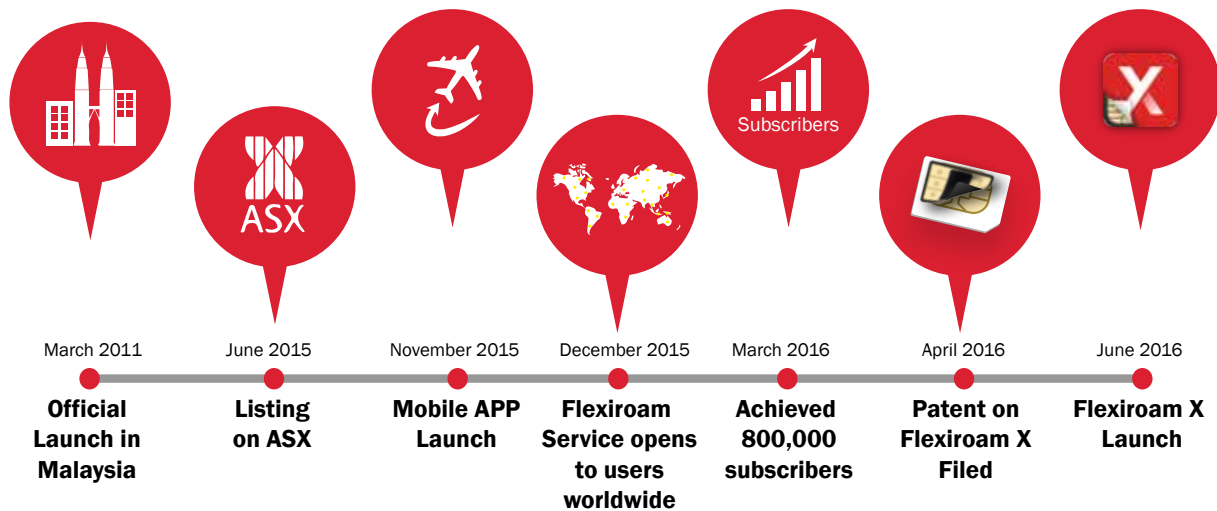 Subscribers
ASX
March 2011
June 2015
November 2015
December 2015
March 2016
April 2016
June 2016
Official
Launch in
Malaysia
Listing
on ASX
Mobile APP
Launch
Flexiroam
Service opens
to users
worldwide
Achieved
800,000
subscribers
Patent on
Flexiroam X
Filed
Flexiroam X
Launch
X